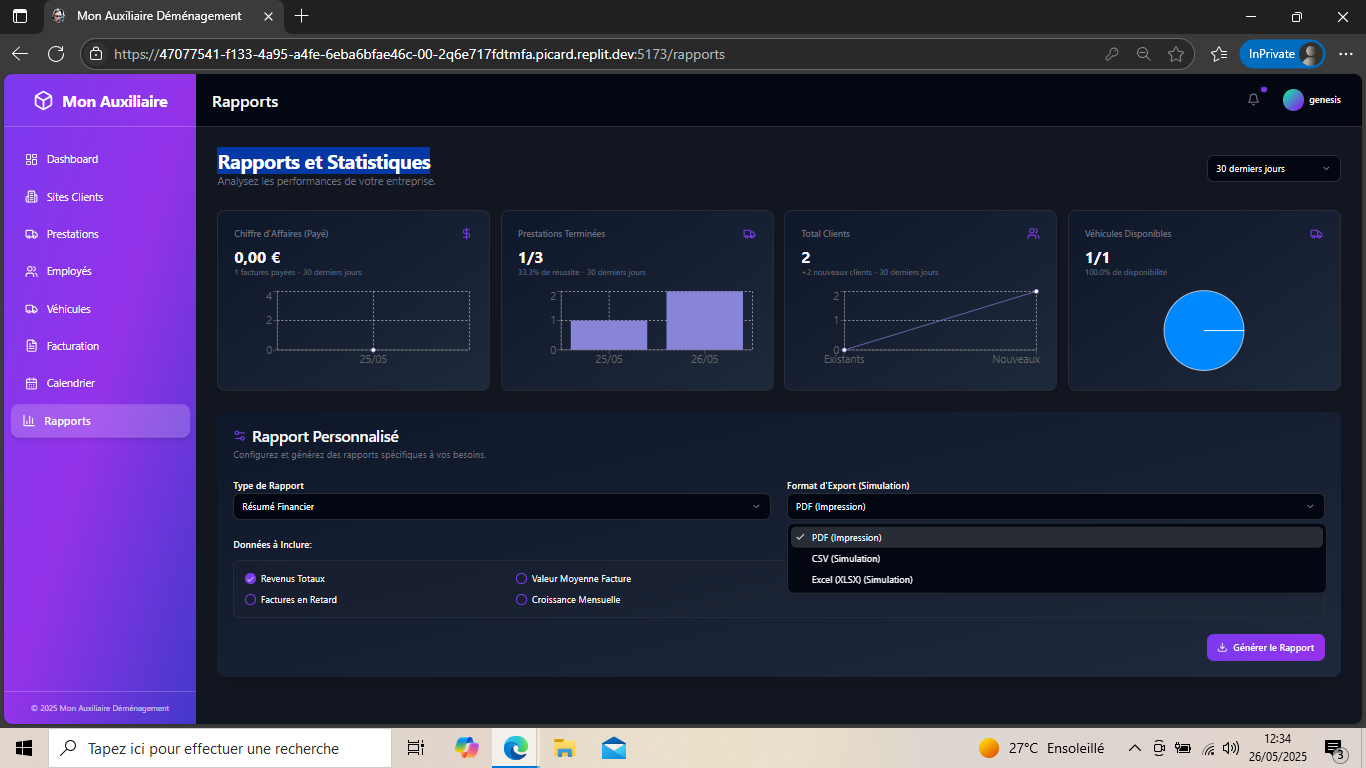 Mon Auxiliaire Déménagement
https://47077541-f133-4a95-a4fe-6eba6bfae46c-00-2q6e717fdtmfa.picard.replit.dev:5173/rapports
InPrivate
Mon Auxiliaire
Rapports
genesis
Dashboard
Sites Clients
Prestations
Employés
Véhicules
Facturation
Calendrier
Rapports
© 2025 Mon Auxiliaire Déménagement
Rapports et Statistiques
Analysez les performances de votre entreprise.
30 derniers jours
Chiffre d'Affaires (Payé)
0,00 €
1 factures payées - 30 derniers jours
4
2
0
25/05
Prestations Terminées
1/3
33.3% de réussite - 30 derniers jours
2
1
0
25/05
26/05
Total Clients
2
+2 nouveaux clients - 30 derniers jours
2
1
0
Existants
Nouveaux
Véhicules Disponibles
1/1
100.0% de disponibilité
Rapport Personnalisé
Configurez et générez des rapports spécifiques à vos besoins.
Type de Rapport
Résumé Financier
Format d'Export (Simulation)
PDF (Impression)
PDF (Impression)
CSV (Simulation)
Excel (XLSX) (Simulation)
Données à Inclure:
Revenus Totaux
Valeur Moyenne Facture
Factures en Retard
Croissance Mensuelle
Générer le Rapport
Tapez ici pour effectuer une recherche
27°C Ensoleillé
12:34
26/05/2025
3